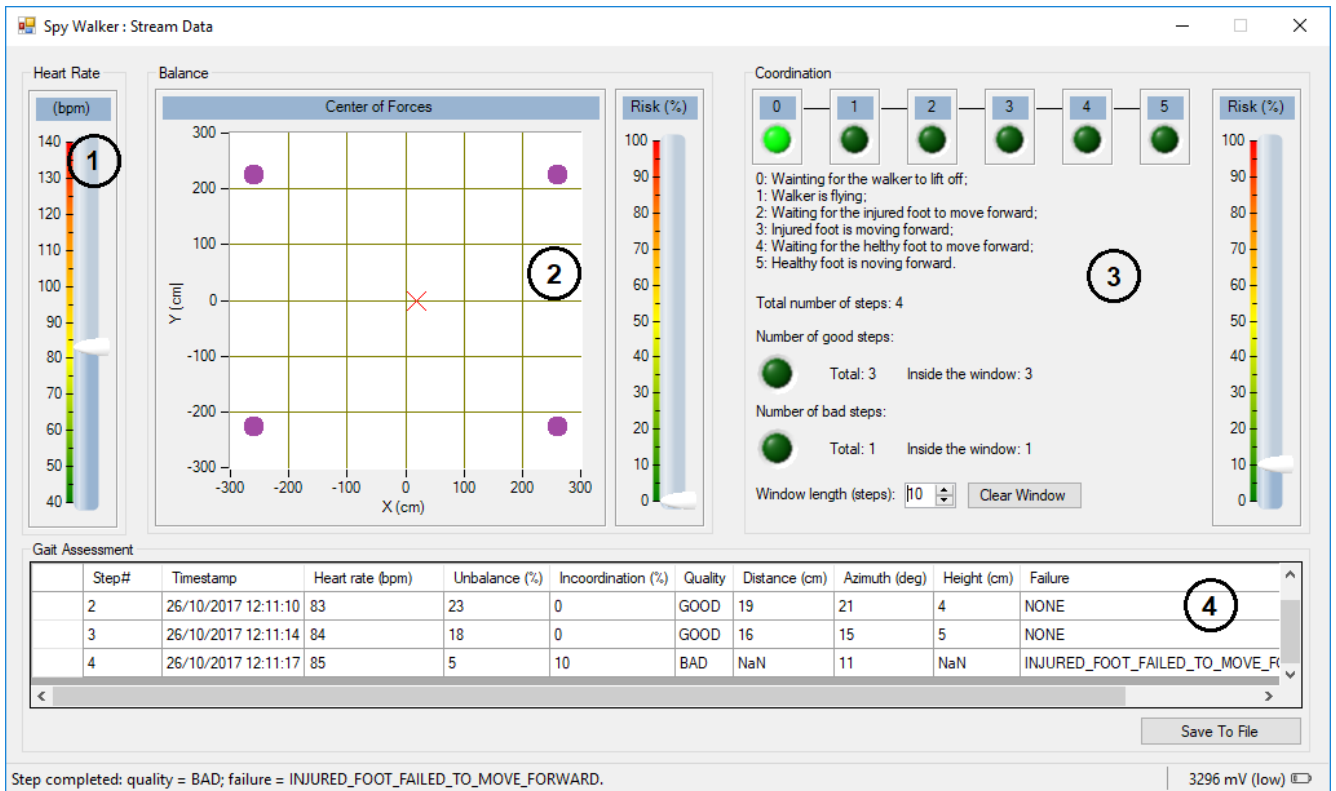 Spy Walker : Stream Data
Heart Rate
(bpm)
140
130
120
110
100
90
80
70
60
50
40
1
Balance
Center of Forces
300
200
100
0
-100
-200
-300
Y (cm|
-300 -200 -100 0 100 200 300
X (cm)
2
Risk (%)
100
90
80
70
60
50
40
30
20
10
0
Coordination
0 1 2 3 4 5
0: Wainting for the walker to lift off;
1: Walker is flying;
2: Waiting for the injured foot to move forward;
3: Injured foot is moving forward;
4: Waiting for the helthy foot to move forward;
5: Healthy foot is noving forward.
3
Total number of steps: 4
Number of good steps:
Total: 3 Inside the window: 3
Number of bad steps:
Total: 1 Inside the window: 1
Window length (steps): 10 Clear Window
Risk (%)
100
90
80
70
60
50
40
30
20
10
0
Gait Assessment
Step# Timestamp Heart rate (bpm) Unbalance (%) Incoordination (%) Quality Distance (cm) Azimuth (deg) Height (cm) Failure
2 26/10/2017 12:11:10 83 23 0 GOOD 19 21 4 NONE
3 26/10/2017 12:11:14 84 18 0 GOOD 16 15 5 NONE
4 26/10/2017 12:11:17 85 5 10 BAD NaN 11 NaN INJURED_FOOT_FAILED_TO_MOVE_F
4
Save To File
Step completed: quality = BAD; failure = INJURED_FOOT_FAILED_TO_MOVE_FORWARD.
3296 mV (low)